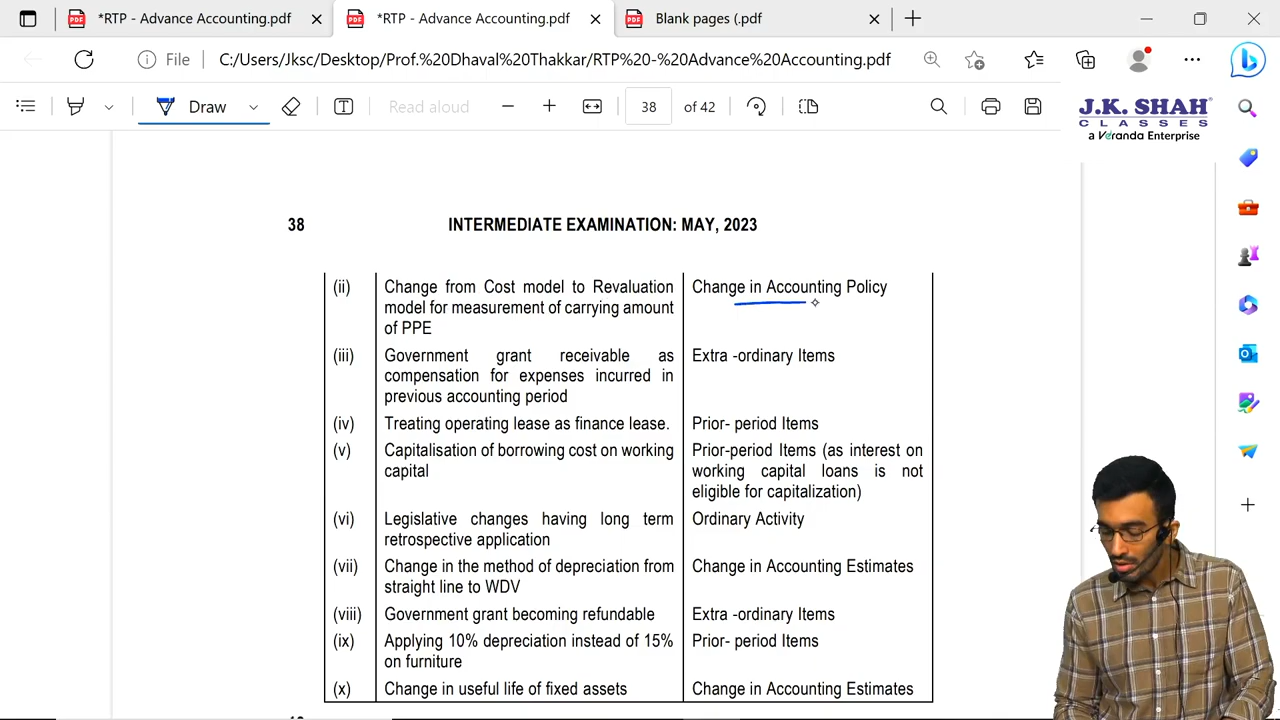 *RTP - Advance Accounting.pdf
*RTP - Advance Accounting.pdf
Blank pages (.pdf
File
C:/Users/Jksc/Desktop/Prof.%20Dhaval%20Thakkar/RTP%20-%20Advance%20Accounting.pdf
Draw
Read aloud
38
of 42
J.K. SHAH®
CLASSES
a Veranda Enterprise
38
INTERMEDIATE EXAMINATION: MAY, 2023
(ii) Change from Cost model to Revaluation Change in Accounting Policy
model for measurement of carrying amount
of PPE
(iii) Government grant receivable as Extra -ordinary Items
compensation for expenses incurred in
previous accounting period
(iv) Treating operating lease as finance lease. Prior- period Items
(v) Capitalisation of borrowing cost on working Prior-period Items (as interest on
capital working capital loans is not
eligible for capitalization)
(vi) Legislative changes having long term Ordinary Activity
retrospective application
(vii) Change in the method of depreciation from Change in Accounting Estimates
straight line to WDV
(viii) Government grant becoming refundable Extra -ordinary Items
(ix) Applying 10% depreciation instead of 15% Prior- period Items
on furniture
(x) Change in useful life of fixed assets Change in Accounting Estimates